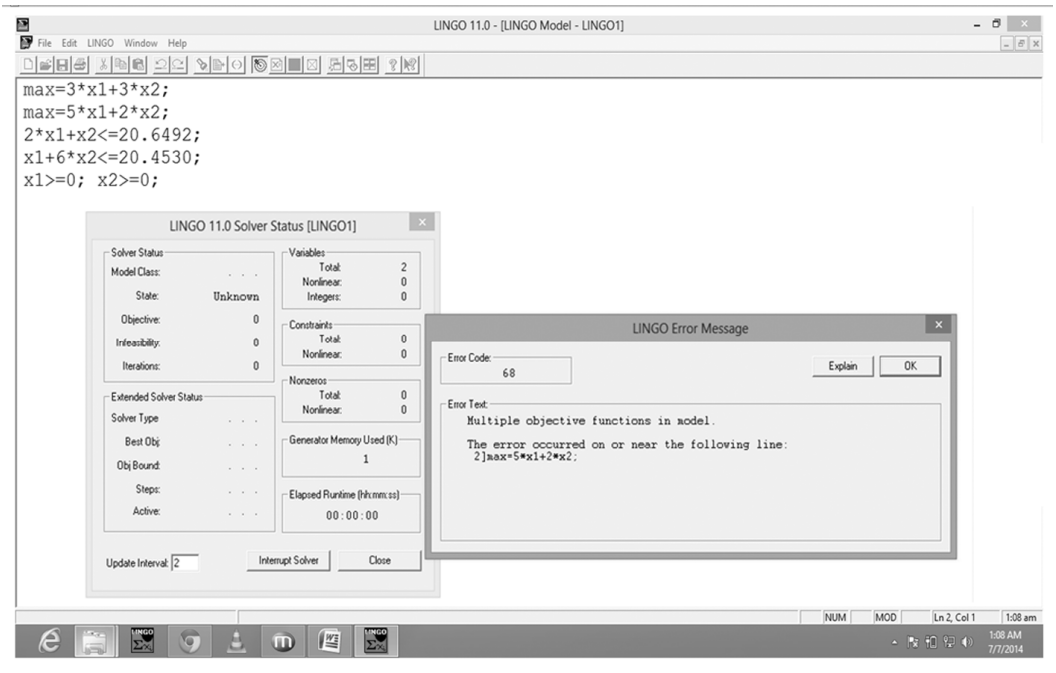 LINGO 11.0 - [LINGO Model - LINGO1]
File Edit LINGO Window Help
max=3*x1+3*x2;
max=5*x1+2*x2;
2*x1+x2<=20.6492;
x1+6*x2<=20.4530;
x1>=0; x2>=0;
LINGO 11.0 Solver Status [LINGO1]
Solver Status
Model Class: . . .
State: Unknown
Objective: 0
Infeasibility: 0
Iterations: 0
Extended Solver Status
Solver Type . . .
Best Obj: . . .
Obj Bound: . . .
Steps: . . .
Active: . . .
Update Interval: 2
Variables
Total: 2
Nonlinear: 0
Integers: 0
Constraints
Total: 0
Nonlinear: 0
Nonzeros
Total: 0
Nonlinear: 0
Generator Memory Used (K)
1
Elapsed Runtime (hh:mm:ss)
00:00:00
Interrupt Solver Close
LINGO Error Message
Error Code:
68
Explain OK
Error Text:
Multiple objective functions in model.
The error occurred on or near the following line:
2]max=5*x1+2*x2;
NUM MOD Ln 2, Col 1 1:08 am
LINGO
LINGO
1:08 AM
7/7/2014